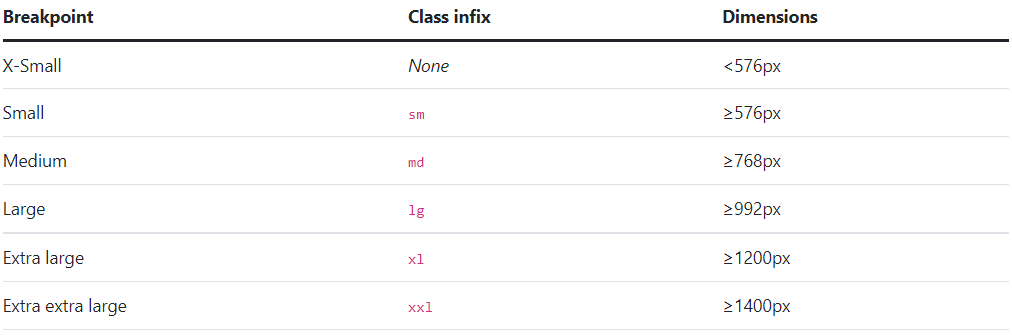 Breakpoint Class infix Dimensions
X-Small None <576px
Small sm ≥576px
Medium md ≥768px
Large lg ≥992px
Extra large xl ≥1200px
Extra extra large xxl ≥1400px